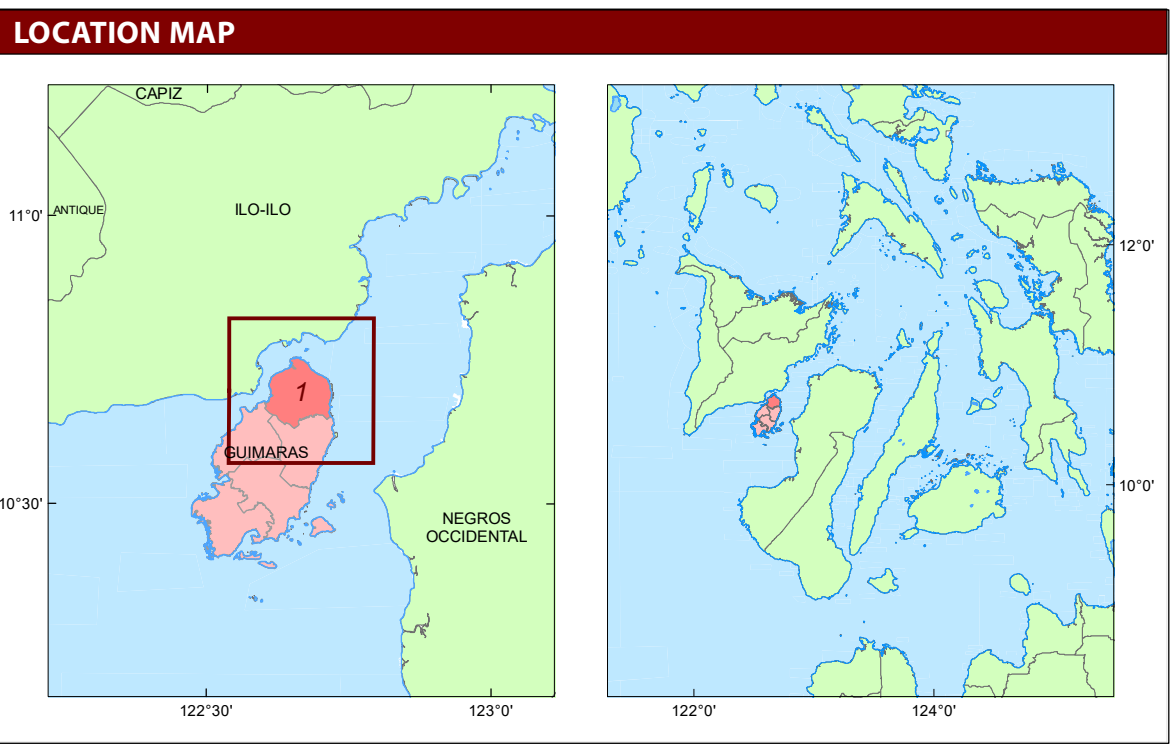 LOCATION MAP
CAPIZ
11°0'
ANTIQUE
ILO-ILO
1
GUIMARAS
10°30'
NEGROS
OCCIDENTAL
122°30'
123°0'
12°0'
10°0'
122°0'
124°0'